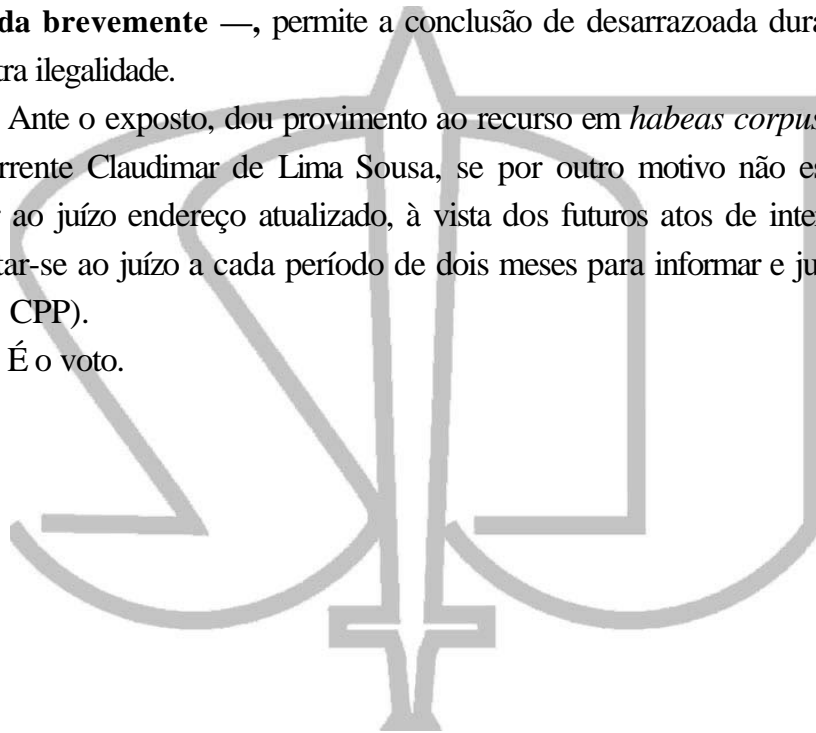 da brevemente —, permite a conclusão de desarrazoada dura
tra ilegalidade.
Ante o exposto, dou provimento ao recurso em habeas corpus
rrente Claudimar de Lima Sousa, se por outro motivo não es
ao juízo endereço atualizado, à vista dos futuros atos de inter
tar-se ao juízo a cada período de dois meses para informar e ju
CPP).
É o voto.